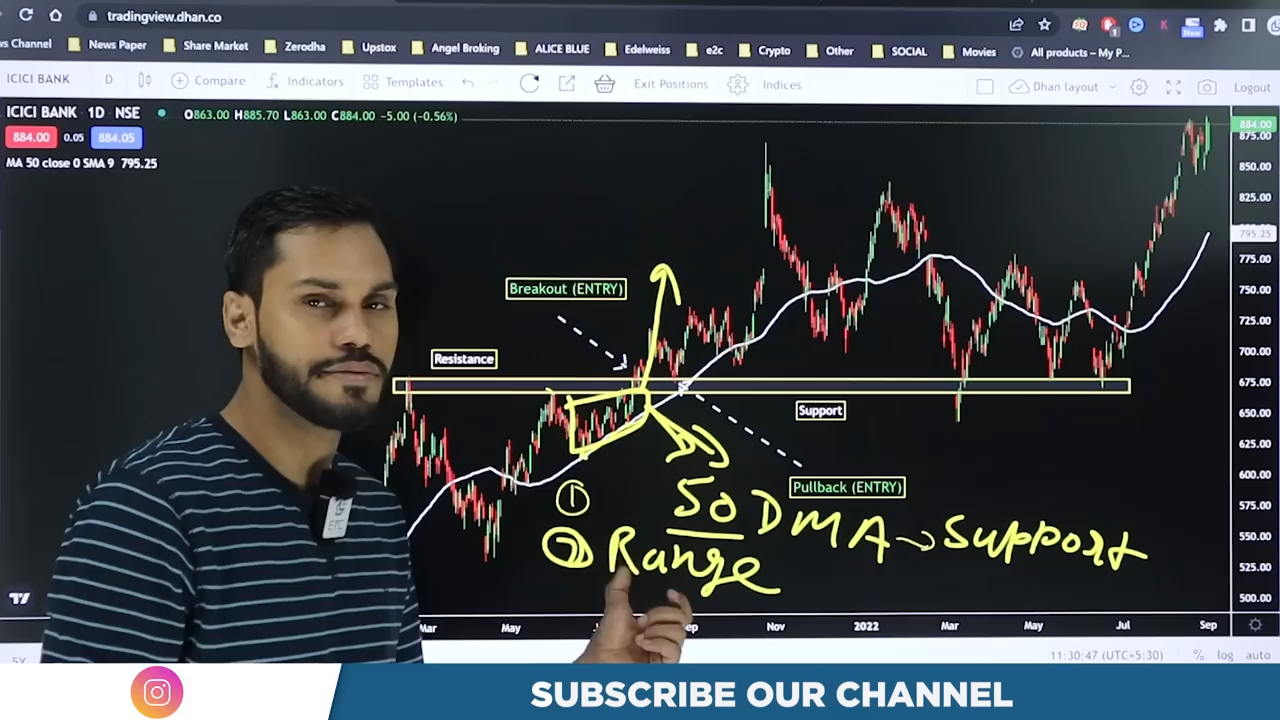 tradingview.dhan.co
ws Channel News Paper Share Market Zerodha Upstox Angel Broking ALICE BLUE Edelweiss e2c Crypto Other SOCIAL Movies All products – My P...
New
1
ICICI BANK D Compare Indicators Templates Exit Positions Indices Dhan layout Logout
ICICI BANK 1D NSE O863.00 H885.70 L863.00 C884.00 -5.00 (-0.56%)
884.00 0.05 884.05
MA 50 close 0 SMA 9 795.25
884.00
875.00
850.00
795.25
775.00
750.00
725.00
700.00
675.00
650.00
625.00
600.00
575.00
550.00
525.00
500.00
Breakout (ENTRY)
Resistance
Support
Pullback (ENTRY)
①
50 DMA → Support
② Range
Mar May Sep Nov 2022 Mar May Jul Sep
5Y 11:30:47 (UTC+5:30) % log auto
SUBSCRIBE OUR CHANNEL